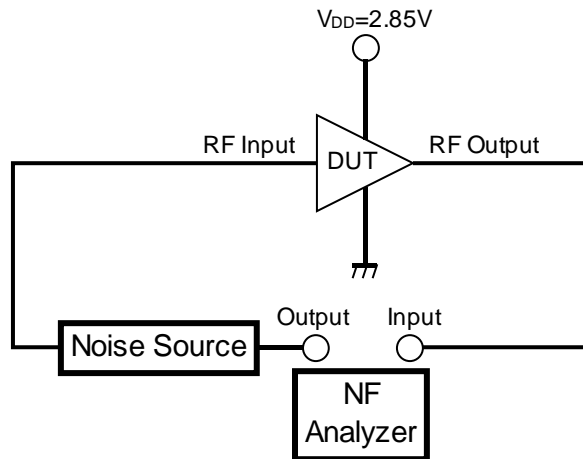 VDD=2.85V
RF Input
DUT
RF Output
Output
Input
Noise Source
NF
Analyzer